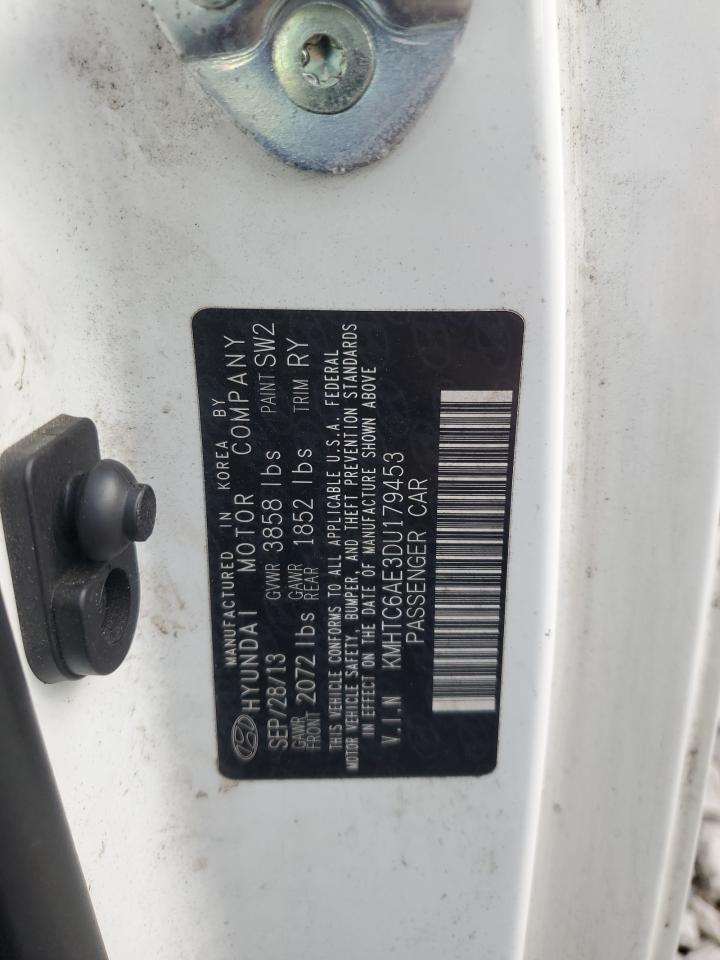 MANUFACTURED IN KOREA BY
HYUNDAI MOTOR COMPANY
SEP/28/13 GVWR 3858 lbs PAINT SW2
GAWR FRONT 2072 lbs GAWR REAR 1852 lbs TRIM RY
THIS VEHICLE CONFORMS TO ALL APPLICABLE U.S.A. FEDERAL
MOTOR VEHICLE SAFETY, BUMPER, AND THEFT PREVENTION STANDARDS
IN EFFECT ON THE DATE OF MANUFACTURE SHOWN ABOVE
V.I.N KMHTC6AE3DU179453
PASSENGER CAR